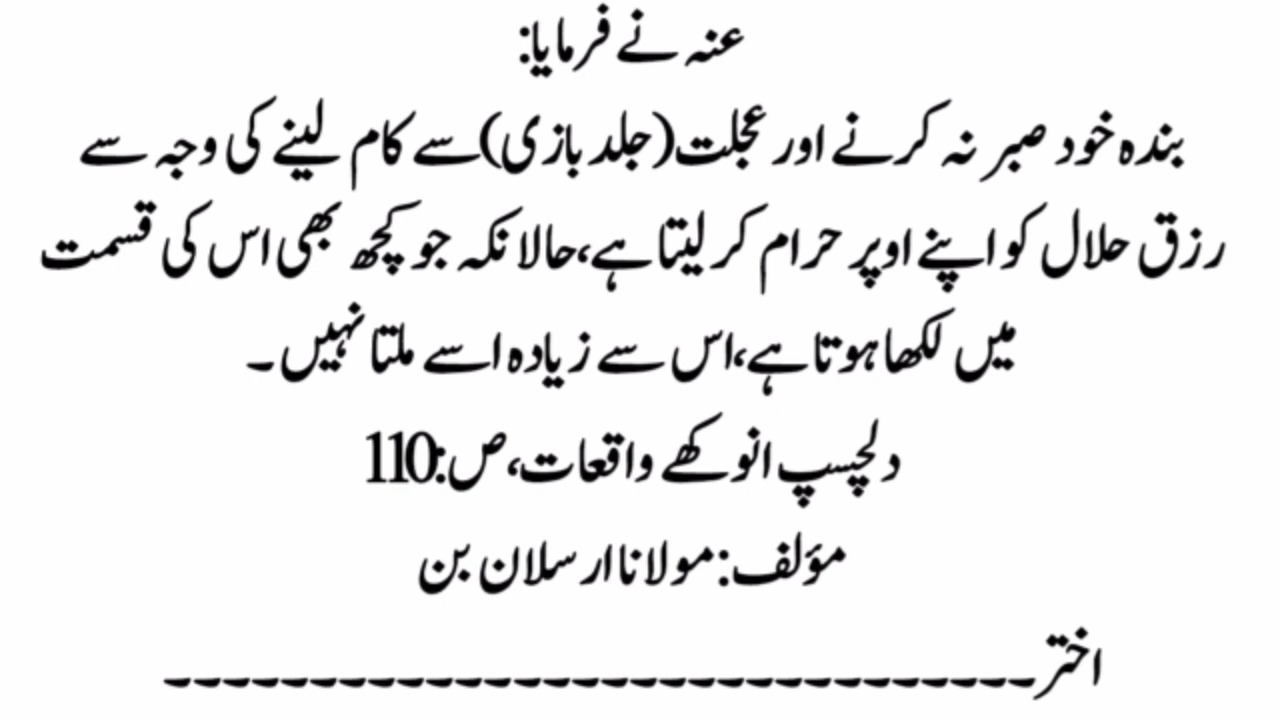 عنہ نے فرمایا:
بندہ خود صبر نہ کرنے اور عجلت(جلد بازی)سے کام لینے کی وجہ سے
رزق حلال کو اپنے اوپر حرام کر لیتا ہے،حالانکہ جو کچھ بھی اس کی قسمت
میں لکھا ہوتا ہے،اس سے زیادہ اسے ملتا نہیں۔
دلچسپ انوکھے واقعات،ص:110
مؤلف:مولانا ارسلان بن
اختر------------------------------